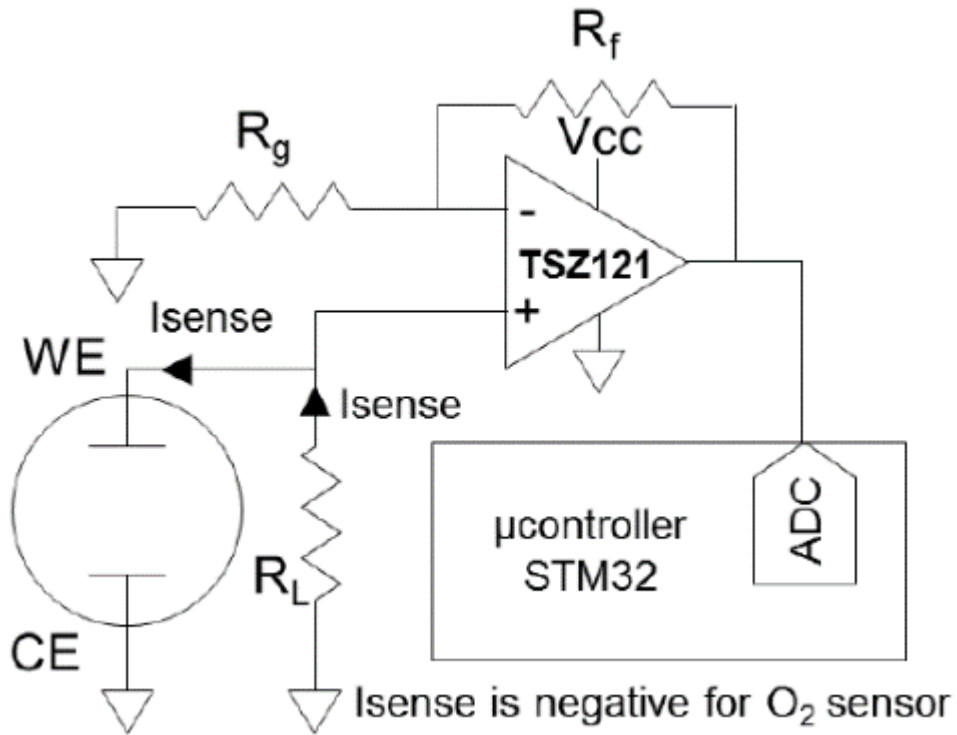 Rf
Rg
Vcc
-
TSZ121
+
Isense
WE
Isense
RL
CE
µcontroller
STM32
ADC
Isense is negative for O2 sensor